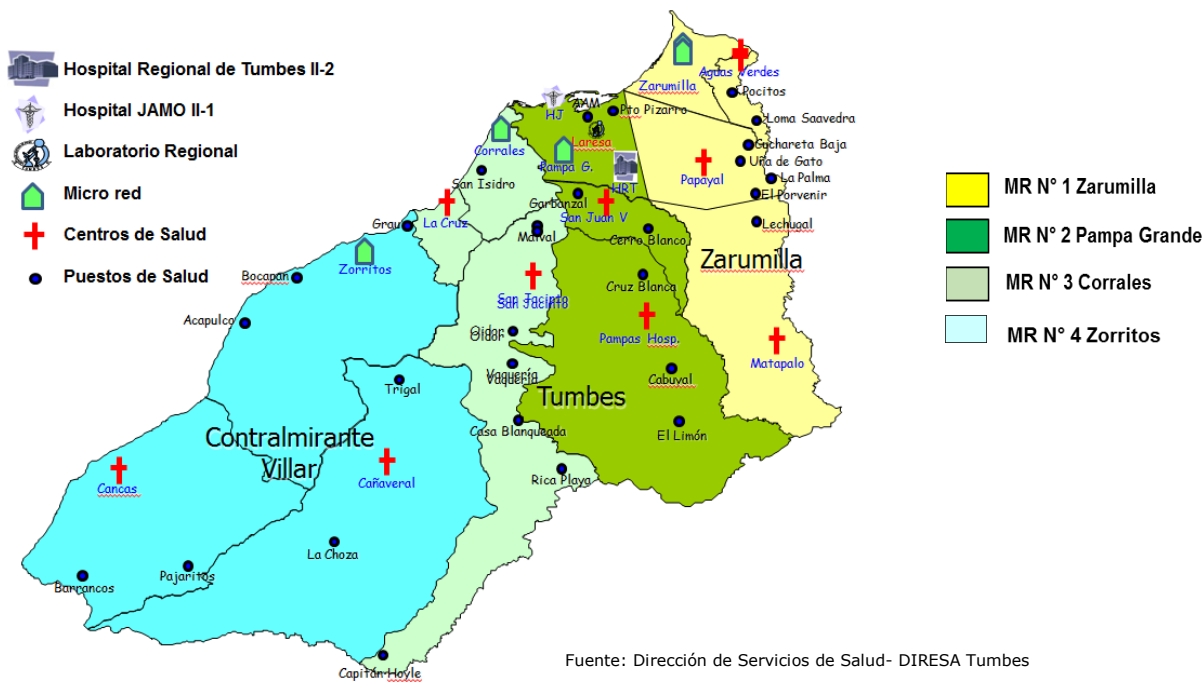 Hospital Regional de Tumbes II-2
Hospital JAMO II-1
Laboratorio Regional
Micro red
Centros de Salud
Puestos de Salud
MR N° 1 Zarumilla
MR N° 2 Pampa Grande
MR N° 3 Corrales
MR N° 4 Zorritos
Zarumilla
Aguas Verdes
Pocitos
Loma Saavedra
Cuchareta Baja
Uña de Gato
La Palma
El Porvenir
Papayal
Lechugal
Zarumilla
Matapalo
HJ
AAM
Pto Pizarro
Laresa
Corrales
Pampa G.
HRT
San Isidro
Garbanzal
San Juan V
La Cruz
Grau
Malval
Cerro Blanco
Zorritos
Bocapan
San Jacinto
San Jacinto
Cruz Blanca
Acapulco
Oidor
Oidor
Pampas Hosp.
Vaquería
Vaquería
Cabuyal
Trigal
Tumbes
Casa Blanqueada
El Limón
Contralmirante
Villar
Cancas
Cañaveral
Rica Playa
La Choza
Pajaritos
Barrancos
Capitán Hoyle
Fuente: Dirección de Servicios de Salud- DIRESA Tumbes